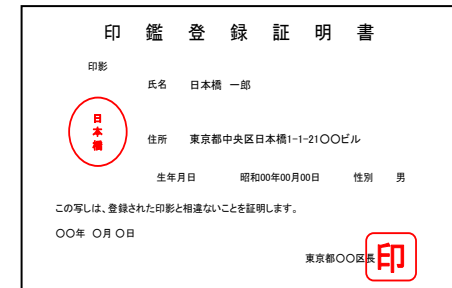 印鑑登録証明書
印影
氏名 日本橋 一郎
日本橋
住所 東京都中央区日本橋1-1-21〇〇ビル
生年月日 昭和00年00月00日 性別 男
この写しは、登録された印影と相違ないことを証明します。
〇〇年 〇月〇日
東京都〇〇区長 印